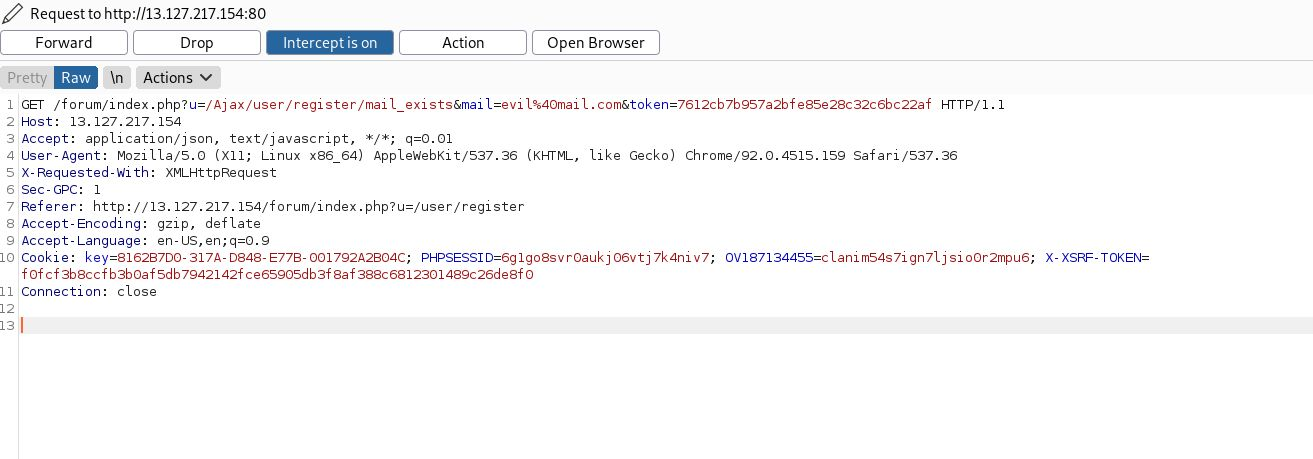 Request to http://13.127.217.154:80
Forward Drop Intercept is on Action Open Browser
Pretty Raw \n Actions
1 GET /forum/index.php?u=/Ajax/user/register/mail_exists&mail=evil%40mail.com&token=7612cb7b957a2bfe85e28c32c6bc22af HTTP/1.1
2 Host: 13.127.217.154
3 Accept: application/json, text/javascript, */*; q=0.01
4 User-Agent: Mozilla/5.0 (X11; Linux x86_64) AppleWebKit/537.36 (KHTML, like Gecko) Chrome/92.0.4515.159 Safari/537.36
5 X-Requested-With: XMLHttpRequest
6 Sec-GPC: 1
7 Referer: http://13.127.217.154/forum/index.php?u=/user/register
8 Accept-Encoding: gzip, deflate
9 Accept-Language: en-US,en;q=0.9
10 Cookie: key=8162B7D0-317A-D848-E77B-001792A2B04C; PHPSESSID=6g1go8svr0aukj06vtj7k4niv7; OV187134455=clanim54s7ign7ljsio0r2mpu6; X-XSRF-TOKEN=
f0fcf3b8ccfb3b0af5db7942142fce65905db3f8af388c6812301489c26de8f0
11 Connection: close
12
13